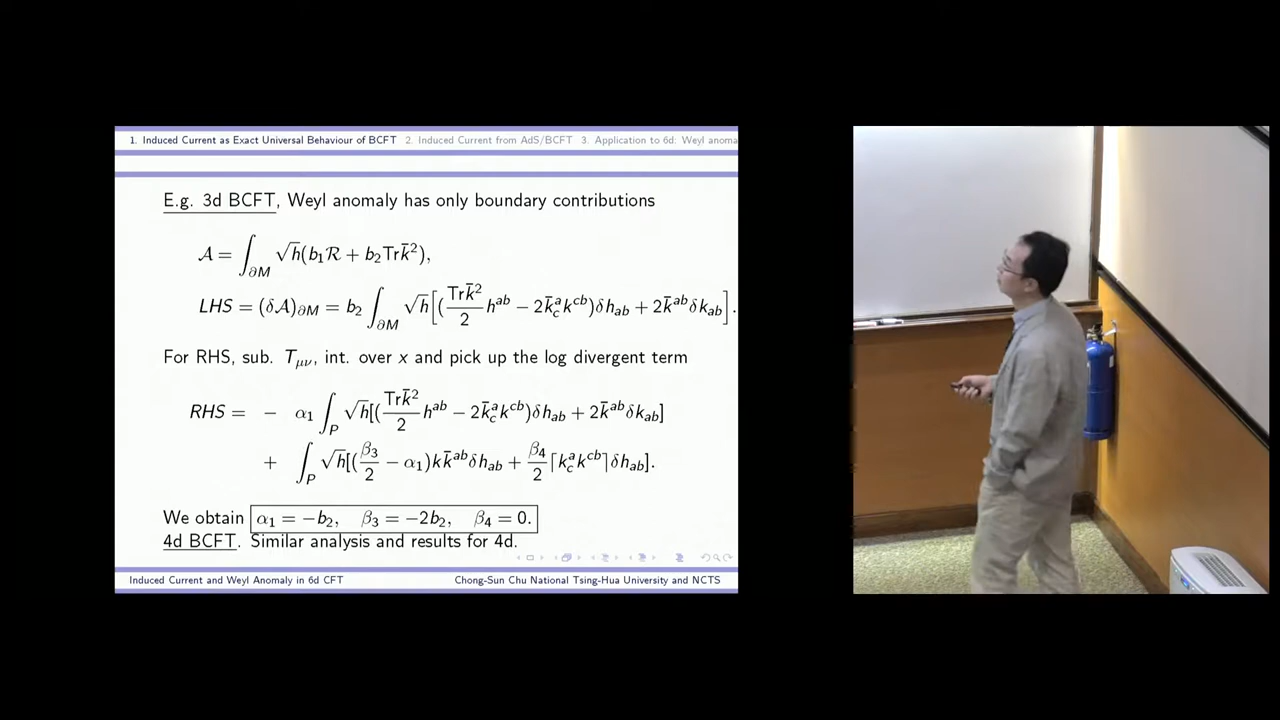 1. Induced Current as Exact Universal Behaviour of BCFT 2. Induced Current from AdS/BCFT 3. Application to 6d: Weyl anoma
E.g. 3d BCFT, Weyl anomaly has only boundary contributions
𝒜 = ∫_{∂M} √h(b₁ℛ + b₂Tr k̄²),
LHS = (δ𝒜)_{∂M} = b₂ ∫_{∂M} √h[(Tr k̄²/2 h^{ab} − 2k̄^a_c k^{cb})δh_{ab} + 2k̄^{ab}δk_{ab}].
For RHS, sub. T_{μν}, int. over x and pick up the log divergent term
RHS = − α₁ ∫_P √h[(Tr k̄²/2 h^{ab} − 2k̄^a_c k^{cb})δh_{ab} + 2k̄^{ab}δk_{ab}]
+ ∫_P √h[(β₃/2 − α₁)k k̄^{ab}δh_{ab} + β₄/2 ⌈k^a_c k^{cb}⌉δh_{ab}].
We obtain α₁ = −b₂, β₃ = −2b₂, β₄ = 0.
4d BCFT. Similar analysis and results for 4d.
Induced Current and Weyl Anomaly in 6d CFT Chong-Sun Chu National Tsing-Hua University and NCTS